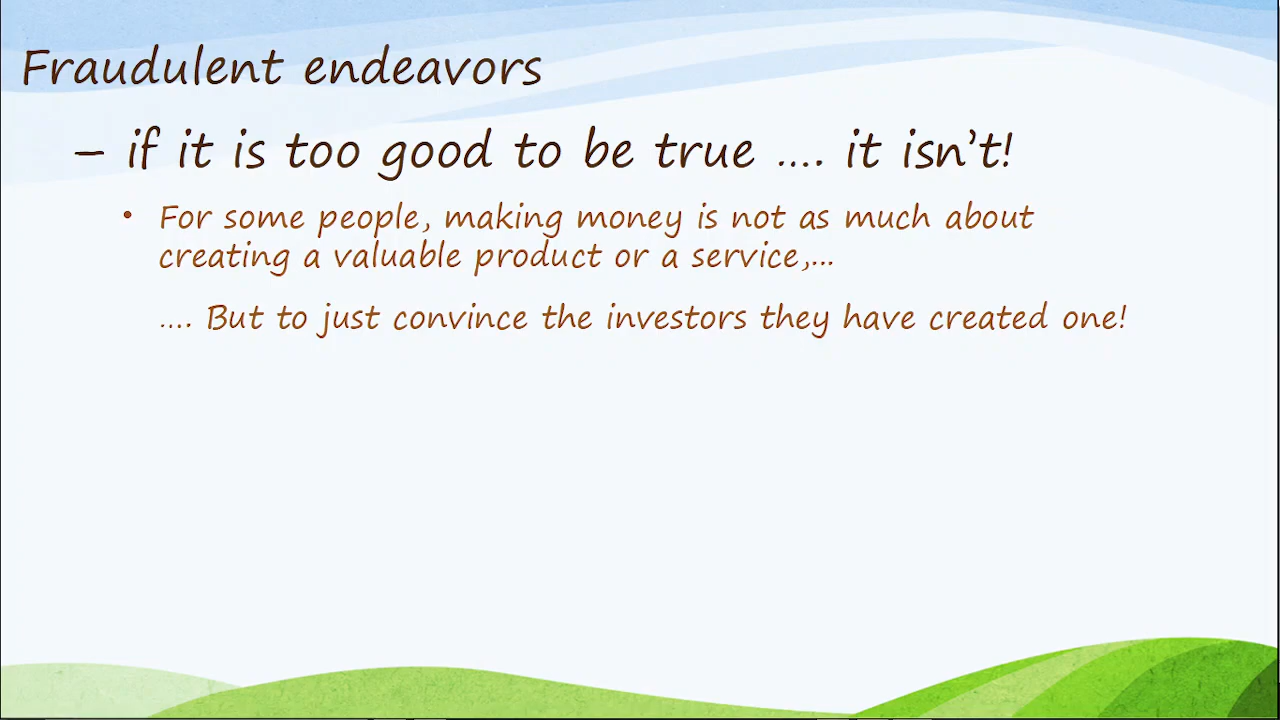 Fraudulent endeavors
– if it is too good to be true .... it isn't!
• For some people, making money is not as much about
creating a valuable product or a service,...
.... But to just convince the investors they have created one!